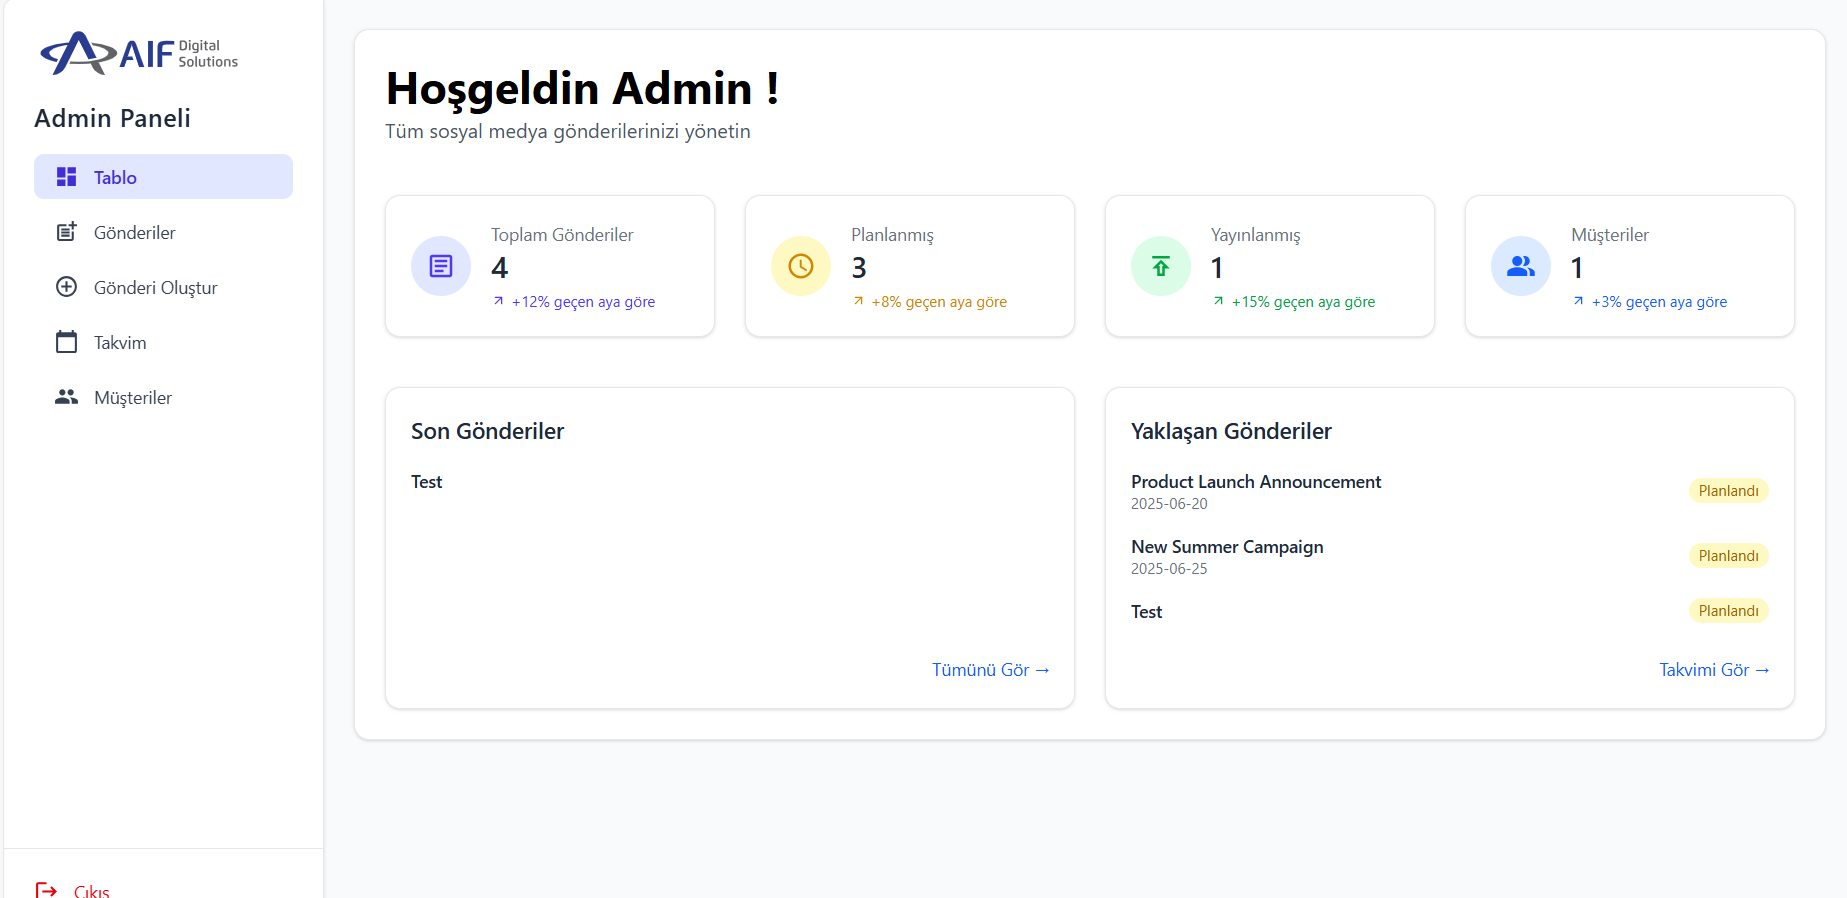 AIF Digital Solutions
Admin Paneli
Tablo
Gönderiler
Gönderi Oluştur
Takvim
Müşteriler
Çıkış
Hoşgeldin Admin !
Tüm sosyal medya gönderilerinizi yönetin
Toplam Gönderiler
4
+12% geçen aya göre
Planlanmış
3
+8% geçen aya göre
Yayınlanmış
1
+15% geçen aya göre
Müşteriler
1
+3% geçen aya göre
Son Gönderiler
Test
Tümünü Gör →
Yaklaşan Gönderiler
Product Launch Announcement
2025-06-20
Planlandı
New Summer Campaign
2025-06-25
Planlandı
Test
Planlandı
Takvimi Gör →